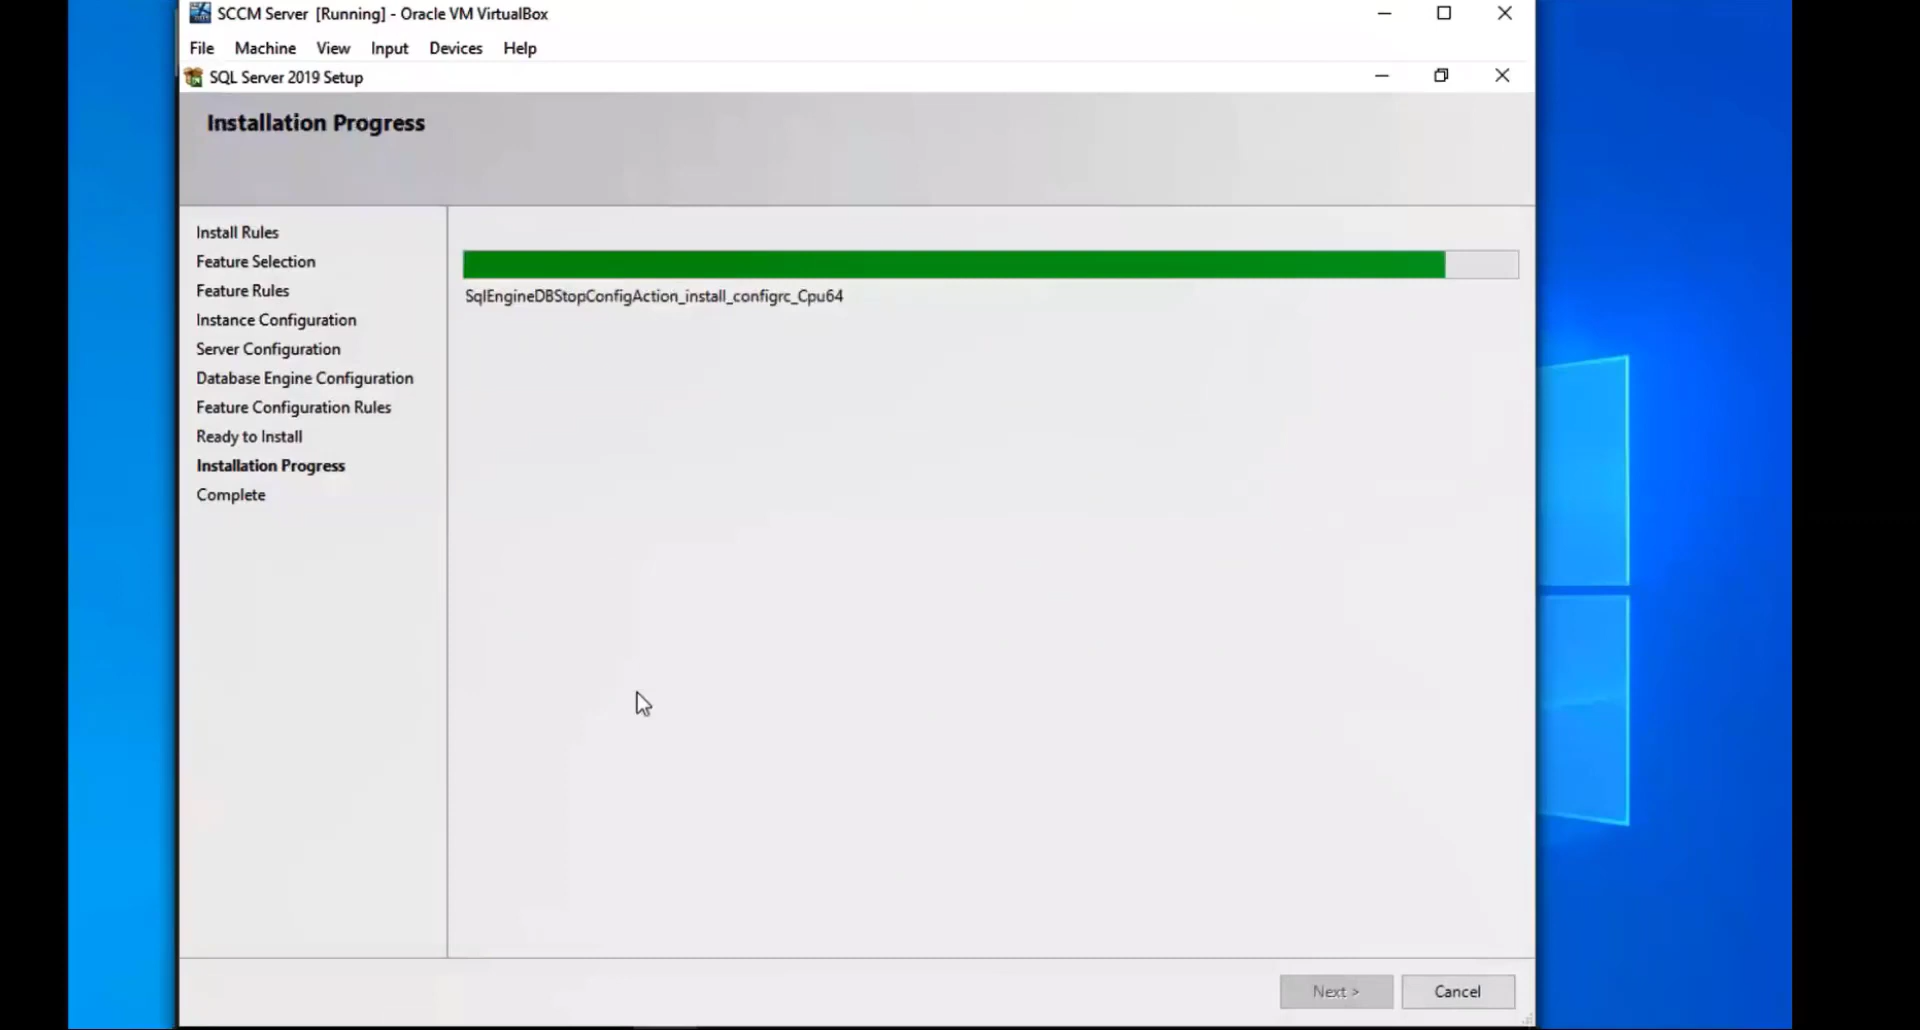 SCCM Server [Running] - Oracle VM VirtualBox
File Machine View Input Devices Help
SQL Server 2019 Setup
Installation Progress
Install Rules
Feature Selection
Feature Rules
Instance Configuration
Server Configuration
Database Engine Configuration
Feature Configuration Rules
Ready to Install
Installation Progress
Complete
SqlEngineDBStopConfigAction_install_configrc_Cpu64
Next > Cancel